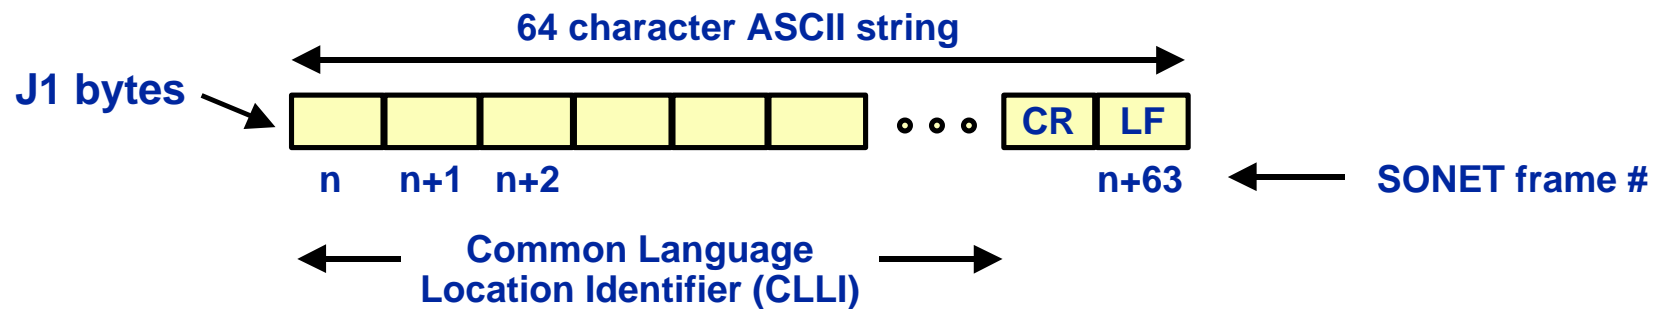 64 character ASCII string
J1 bytes
CR LF
n n+1 n+2 n+63 SONET frame #
Common Language
Location Identifier (CLLI)